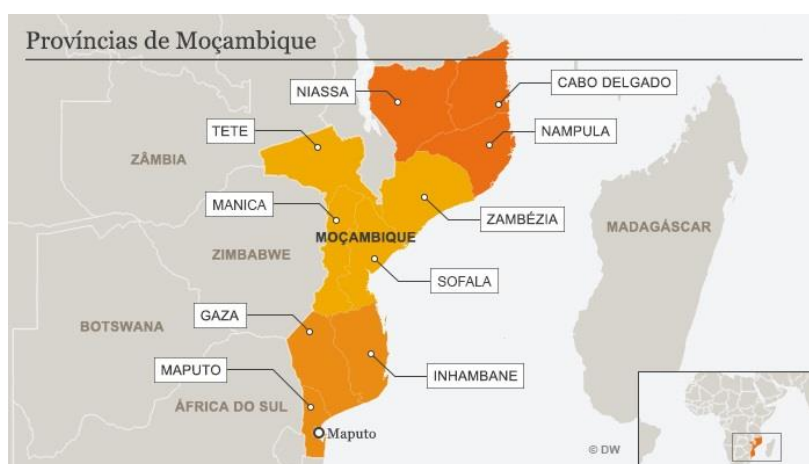 Províncias de Moçambique
NIASSA
CABO DELGADO
TETE
NAMPULA
ZÂMBIA
MANICA
ZAMBÉZIA
MOÇAMBIQUE
MADAGÁSCAR
ZIMBABWE
SOFALA
GAZA
BOTSWANA
MAPUTO
INHAMBANE
ÁFRICA DO SUL
Maputo
© DW